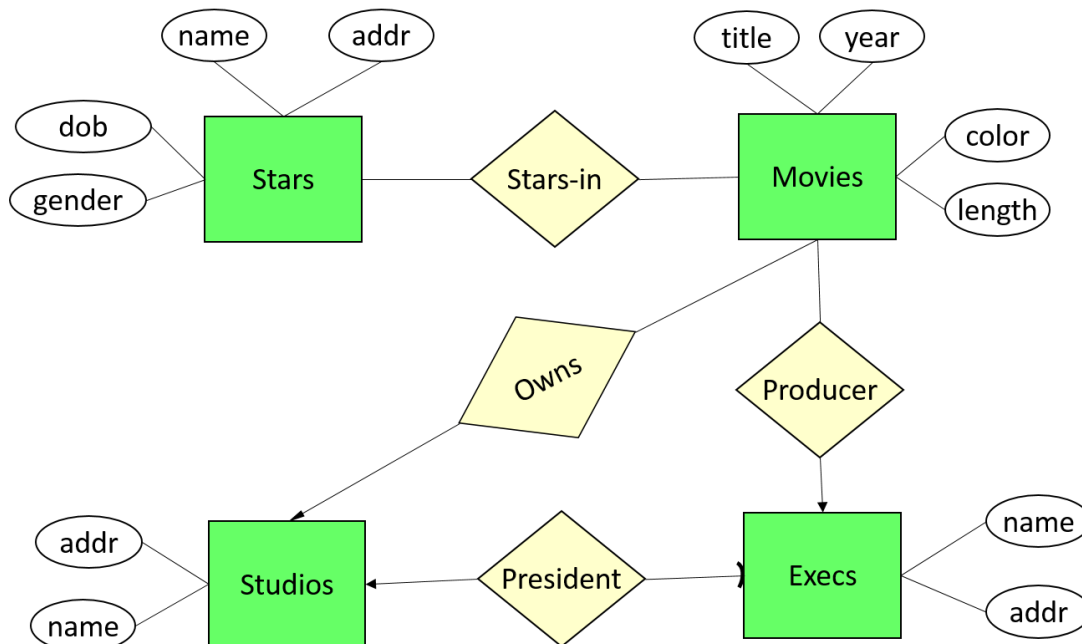 name
addr
title
year
dob
color
Stars
Stars-in
Movies
gender
length
Owns
Producer
name
addr
Studios
President
Execs
name
addr